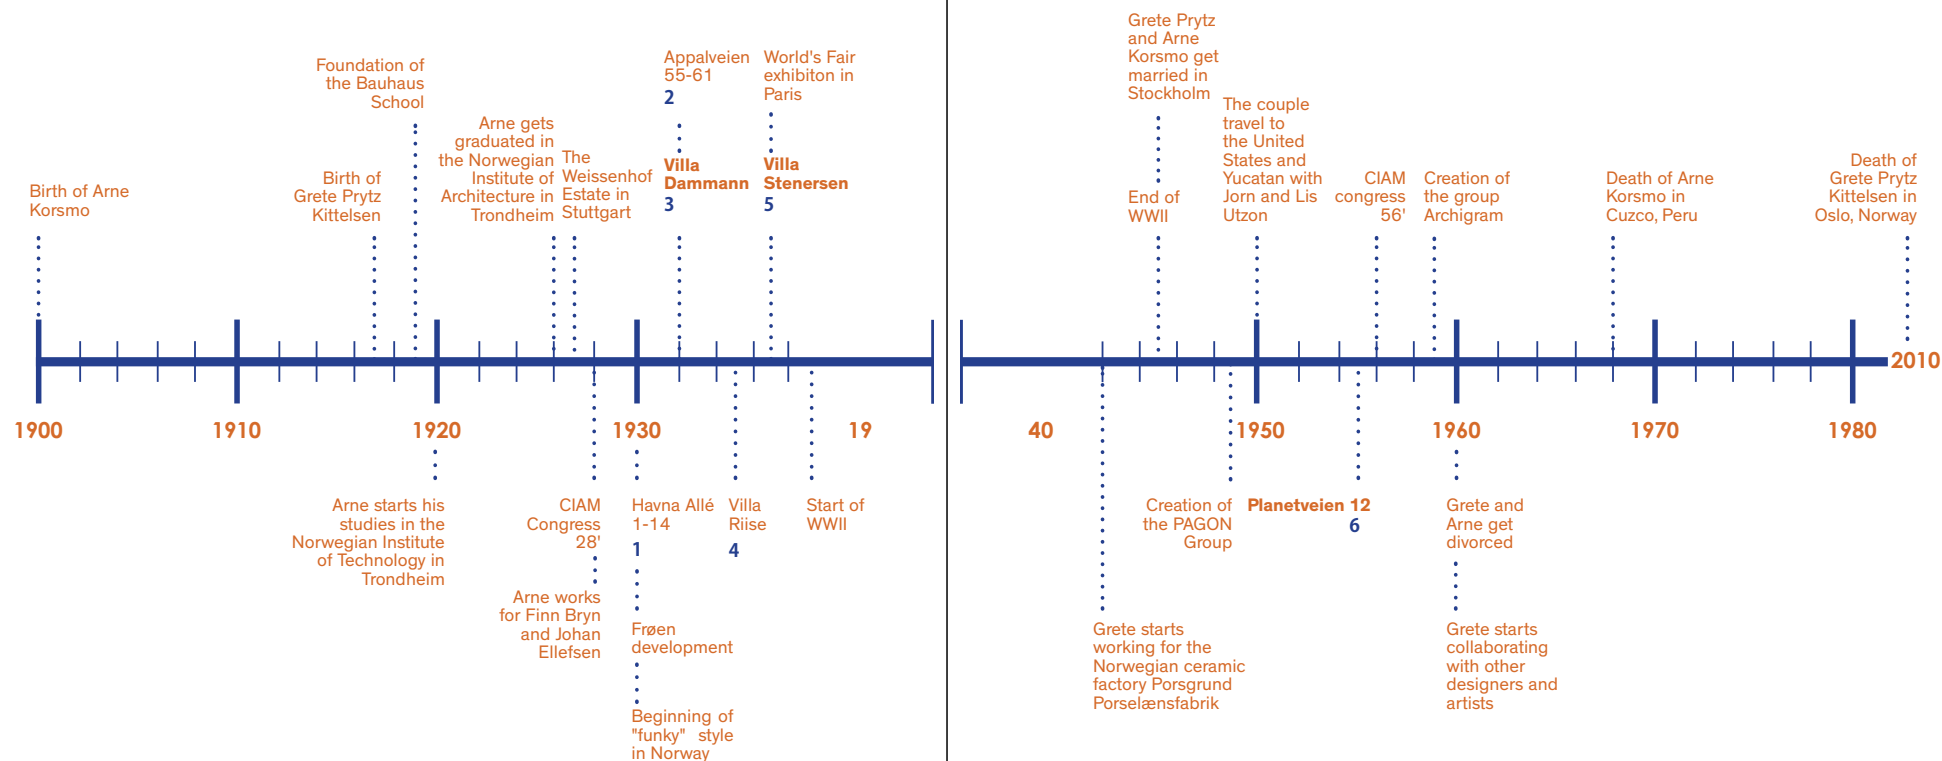 Birth of Arne
Korsmo
Birth of
Grete Prytz
Kittelsen
Foundation of
the Bauhaus
School
Arne gets
graduated in
the Norwegian
Institute of
Architecture in
Trondheim
The
Weissenhof
Estate in
Stuttgart
Appalveien
55-61
2
Villa
Dammann
3
World's Fair
exhibiton in
Paris
Villa
Stenersen
5
Grete Prytz
and Arne
Korsmo get
married in
Stockholm
End of
WWII
The couple
travel to
the United
States and
Yucatan with
Jorn and Lis
Utzon
CIAM
congress
56'
Creation of
the group
Archigram
Death of Arne
Korsmo in
Cuzco, Peru
Death of
Grete Prytz
Kittelsen in
Oslo, Norway
2010
1900
1910
1920
1930
19
40
1950
1960
1970
1980
Arne starts his
studies in the
Norwegian Institute
of Technology in
Trondheim
CIAM
Congress
28'
Arne works
for Finn Bryn
and Johan
Ellefsen
Havna Allé
1-14
1
Frøen
development
Beginning of
"funky" style
in Norway
Villa
Riise
4
Start of
WWII
Grete starts
working for the
Norwegian ceramic
factory Porsgrund
Porselænsfabrik
Creation of
the PAGON
Group
Planetveien 12
6
Grete and
Arne get
divorced
Grete starts
collaborating
with other
designers and
artists